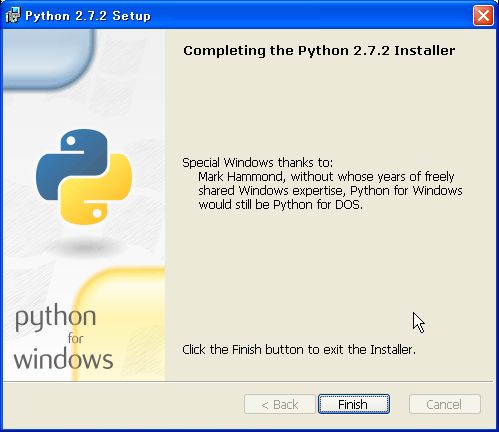 Python 2.7.2 Setup
Completing the Python 2.7.2 Installer
Special Windows thanks to:
Mark Hammond, without whose years of freely
shared Windows expertise, Python for Windows
would still be Python for DOS.
python
for
windows
Click the Finish button to exit the Installer.
< Back
Finish
Cancel